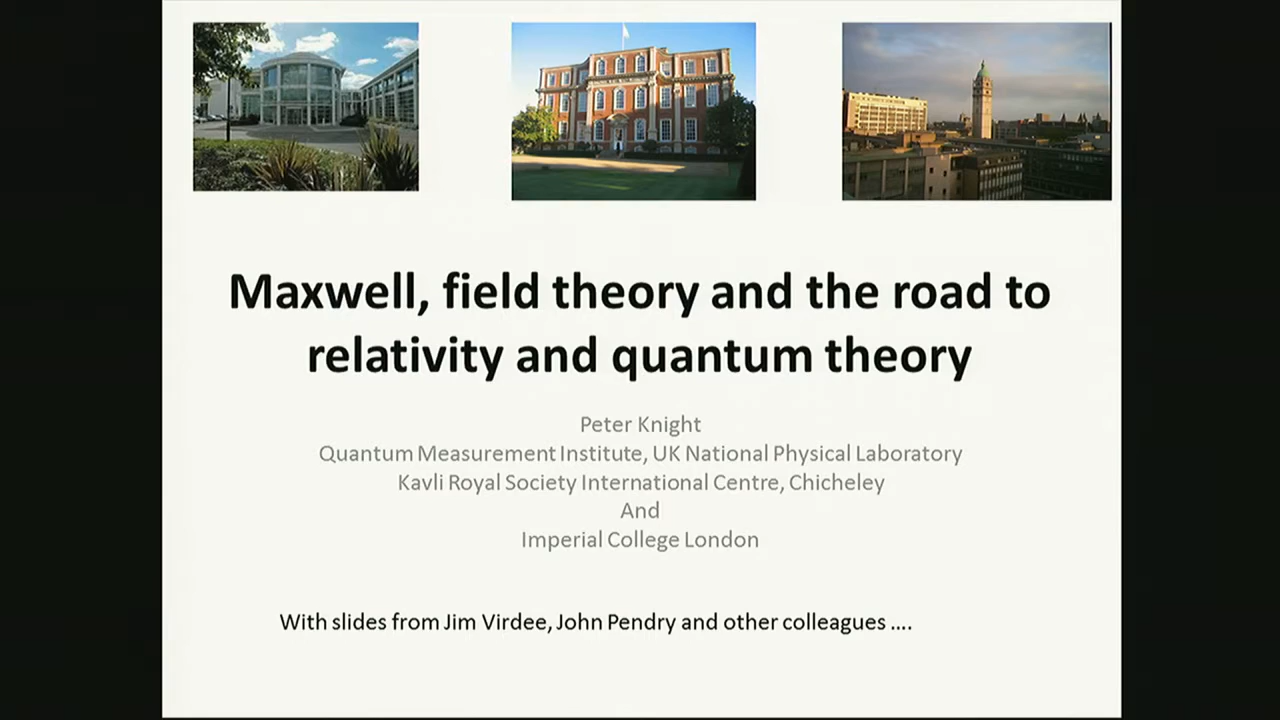 Maxwell, field theory and the road to
relativity and quantum theory
Peter Knight
Quantum Measurement Institute, UK National Physical Laboratory
Kavli Royal Society International Centre, Chicheley
And
Imperial College London
With slides from Jim Virdee, John Pendry and other colleagues ....